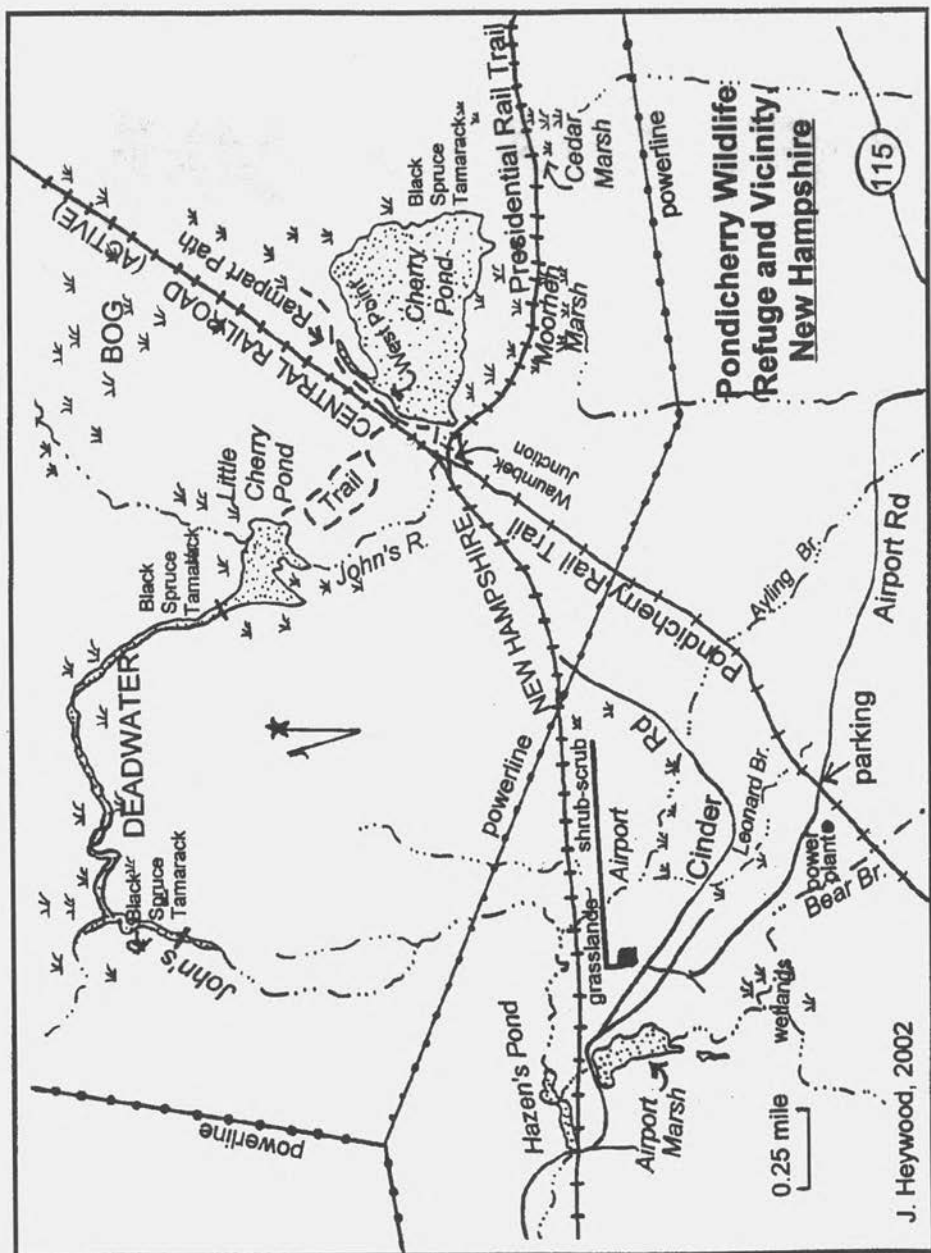 BOG
(ACTIVE)
CENTRAL RAILROAD
Rampart Path
West Point
Black
Spruce
Tamarack
Cherry
Pond
Presidential Rail Trail
Cedar
Marsh
Moorhen
Marsh
powerline
115
Pondicherry Wildlife
Refuge and Vicinity
New Hampshire
Little
Cherry
Pond
Trail
John's R.
Waumbek
Junction
Black
Spruce
Tamarack
DEADWATER
Black
Spruce
Tamarack
John's
NEW HAMPSHIRE
Pondicherry Rail Trail
powerline
powerline
shrub-scrub
grasslands
Airport
Cinder
Rd
Leonard Br.
Ayling Br.
Airport Rd
parking
power
plant
Bear Br.
Hazen's Pond
Airport
Marsh
wetlands
0.25 mile
J. Heywood, 2002